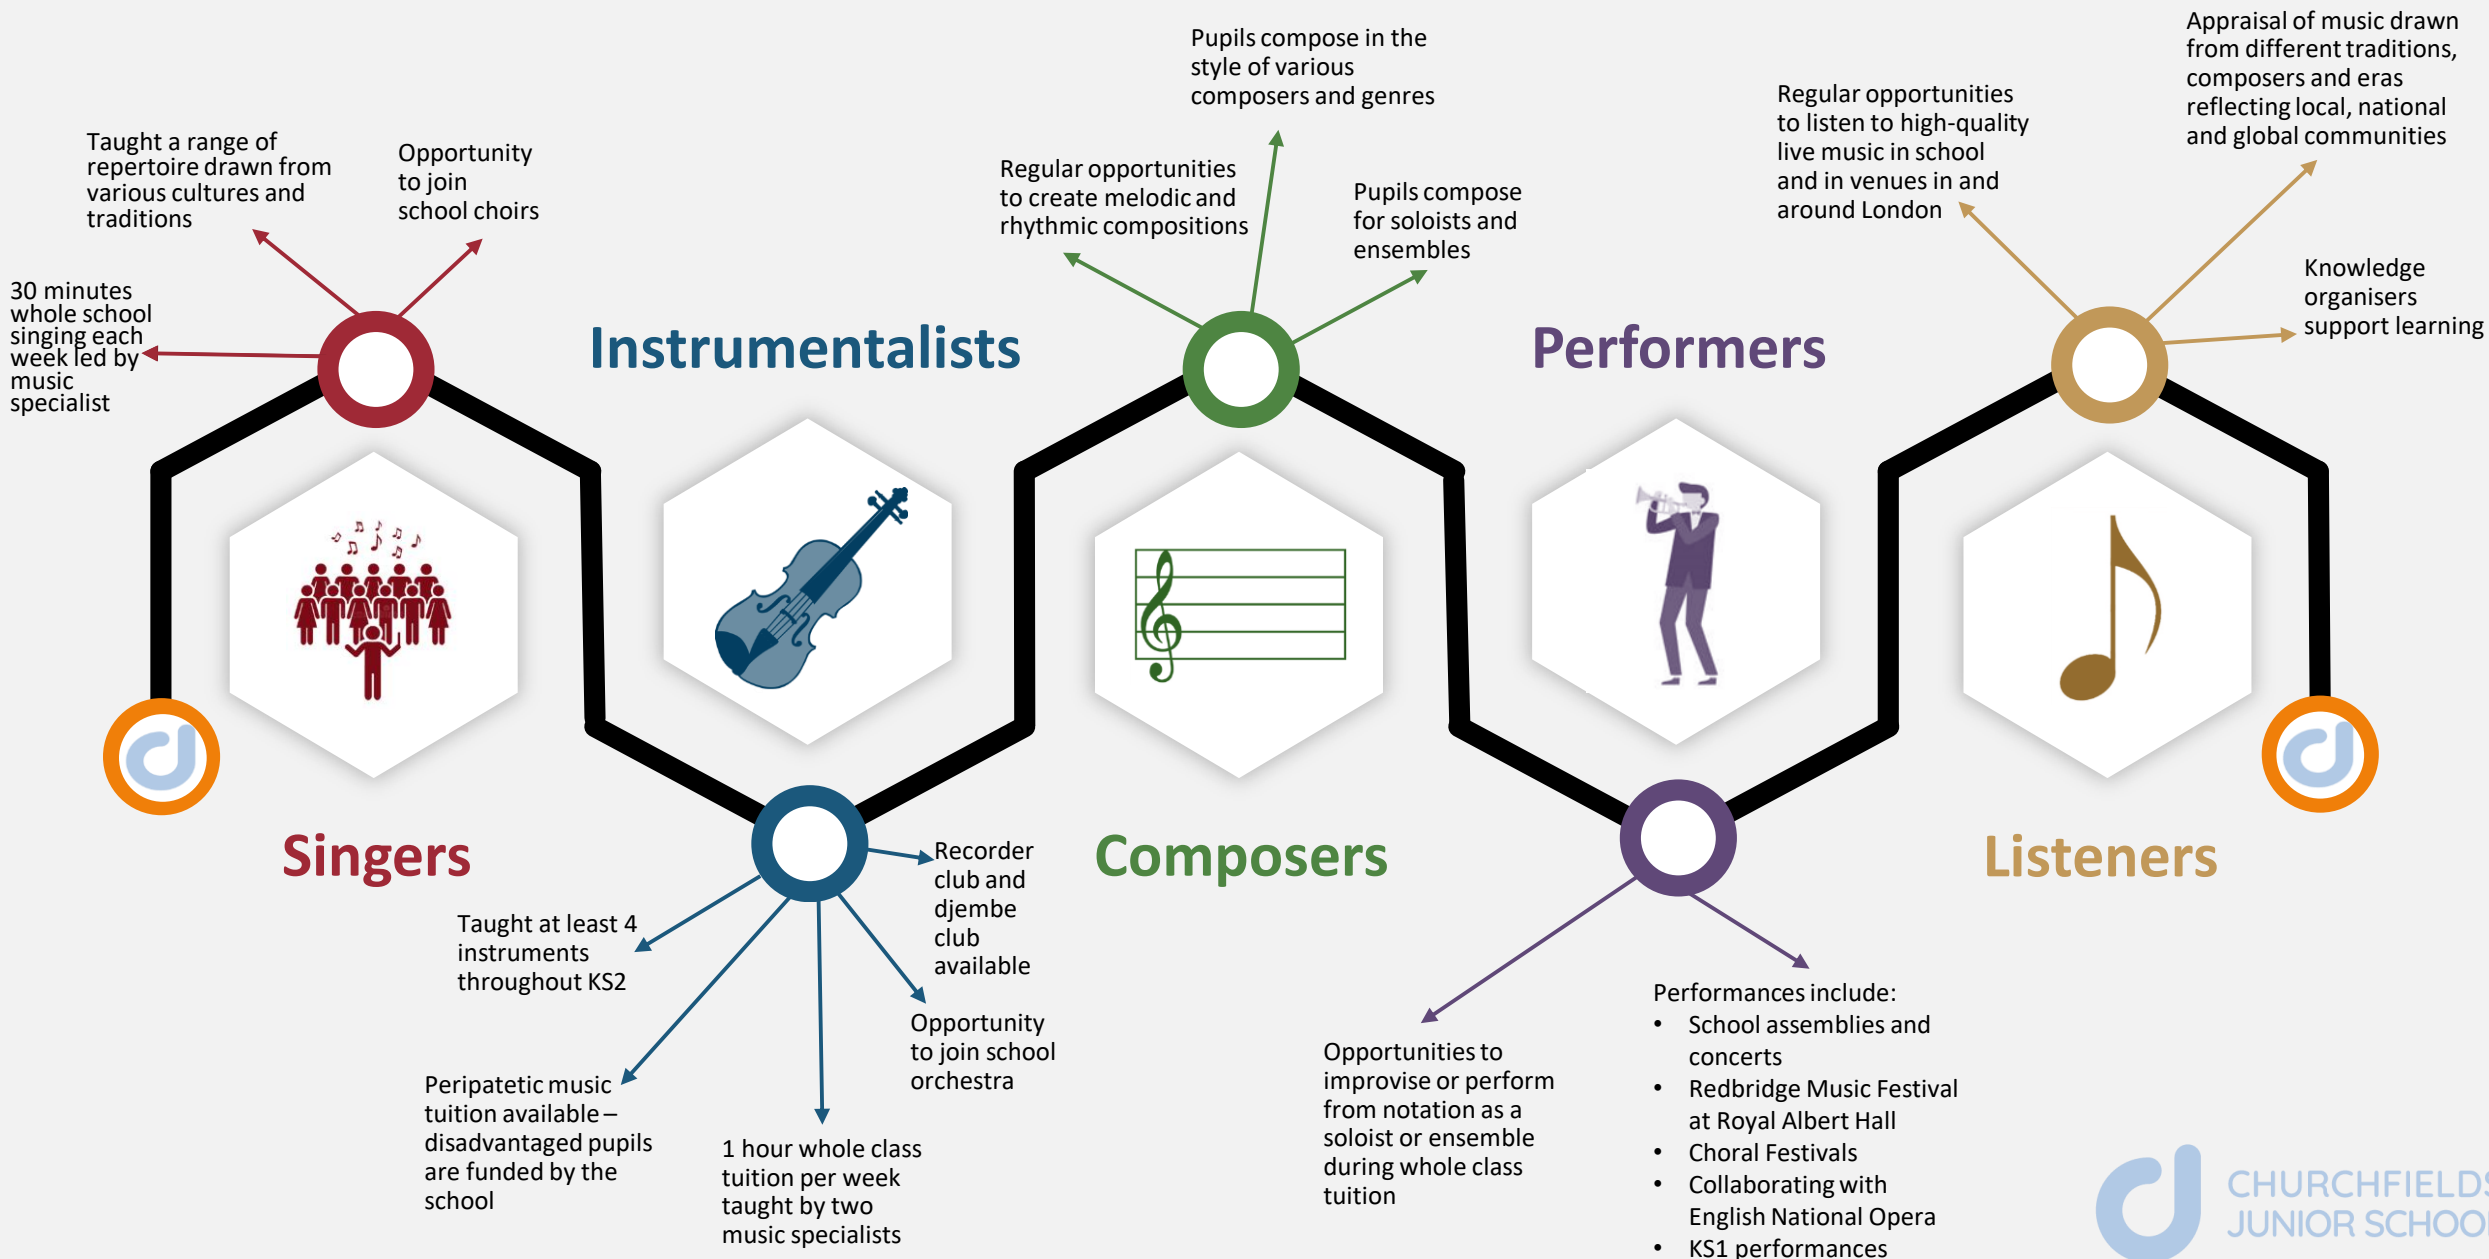 30 minutes
whole school
singing each
week led by
music
specialist
Taught a range of
repertoire drawn from
various cultures and
traditions
Opportunity
to join
school choirs
Singers
Instrumentalists
Taught at least 4
instruments
throughout KS2
Peripatetic music
tuition available –
disadvantaged pupils
are funded by the
school
1 hour whole class
tuition per week
taught by two
music specialists
Opportunity
to join school
orchestra
Recorder
club and
djembe
club
available
Regular opportunities
to create melodic and
rhythmic compositions
Pupils compose in the
style of various
composers and genres
Pupils compose
for soloists and
ensembles
Composers
Performers
Opportunities to
improvise or perform
from notation as a
soloist or ensemble
during whole class
tuition
Performances include:
• School assemblies and
concerts
• Redbridge Music Festival
at Royal Albert Hall
• Choral Festivals
• Collaborating with
English National Opera
• KS1 performances
Regular opportunities
to listen to high-quality
live music in school
and in venues in and
around London
Appraisal of music drawn
from different traditions,
composers and eras
reflecting local, national
and global communities
Knowledge
organisers
support learning
Listeners
CHURCHFIELDS
JUNIOR SCHOOL